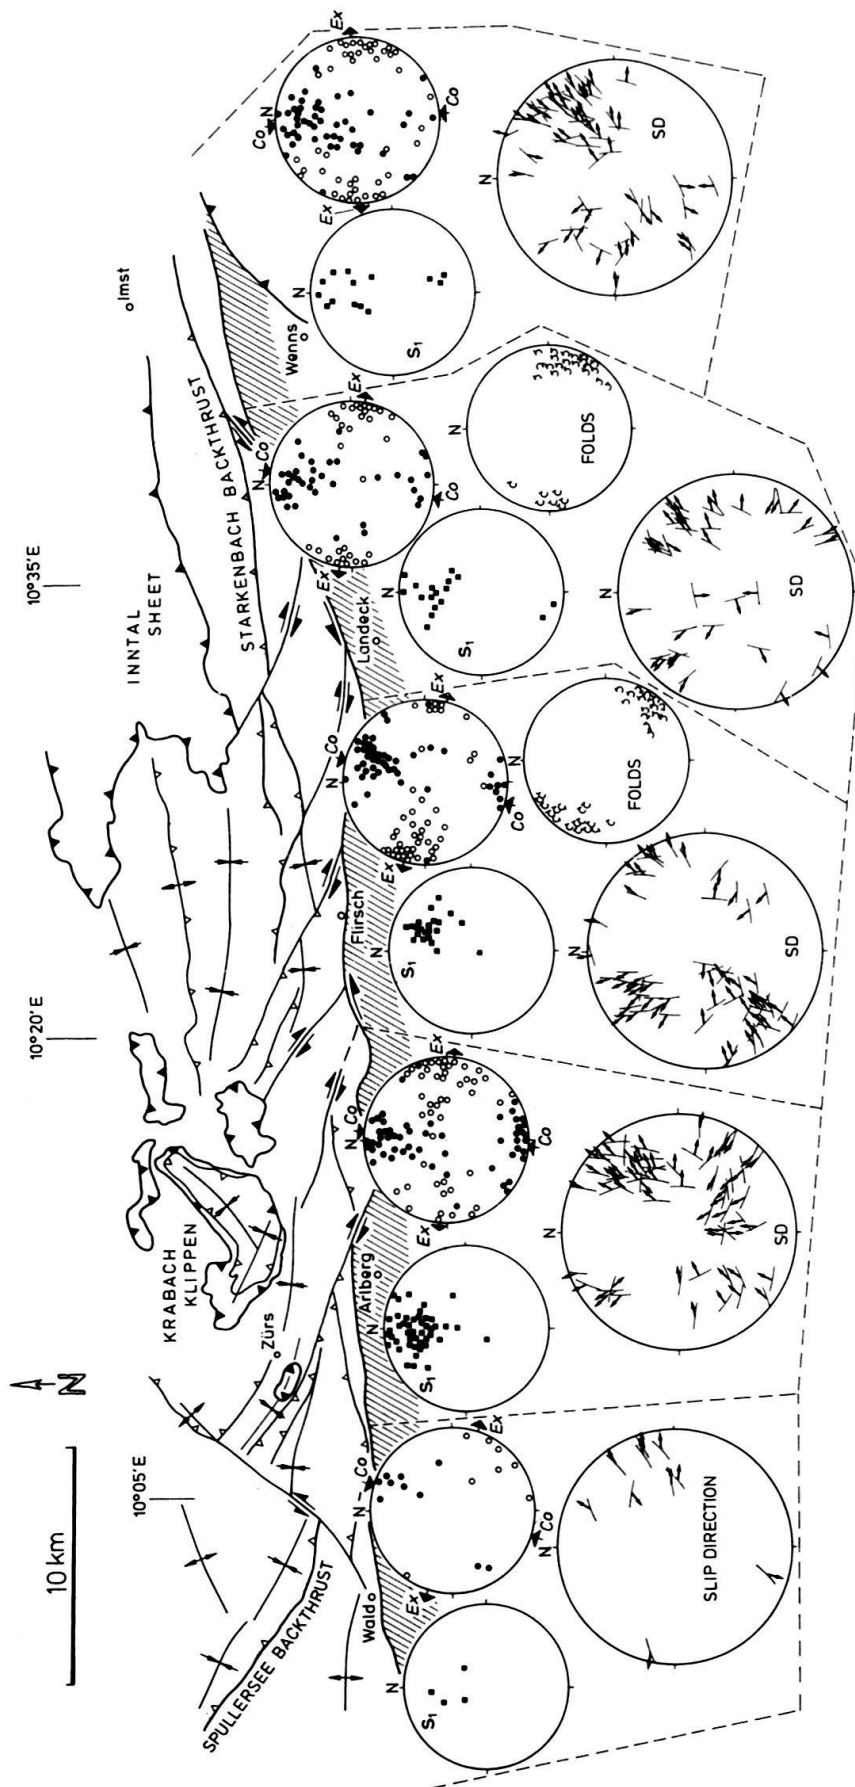 10 km
N
10°05'E
10°20'E
10°35'E
SPULLERSEE BACKTHRUST
Zürs
KRABACH
KLIPPEN
INNTAL
SHEET
STARKENBACH BACKTHRUST
Imst
Wald
Arlberg
Flirsch
Landeck
Wenns
N
S1
N
Co
Ex
Ex
Co
N
SLIP DIRECTION
N
S1
N
Co
Ex
Ex
Co
N
SD
N
S1
N
Co
Ex
Ex
Co
N
FOLDS
N
SD
N
S1
N
Co
Ex
Ex
Co
N
FOLDS
N
SD
N
S1
N
Co
Ex
Ex
Co
N
SD